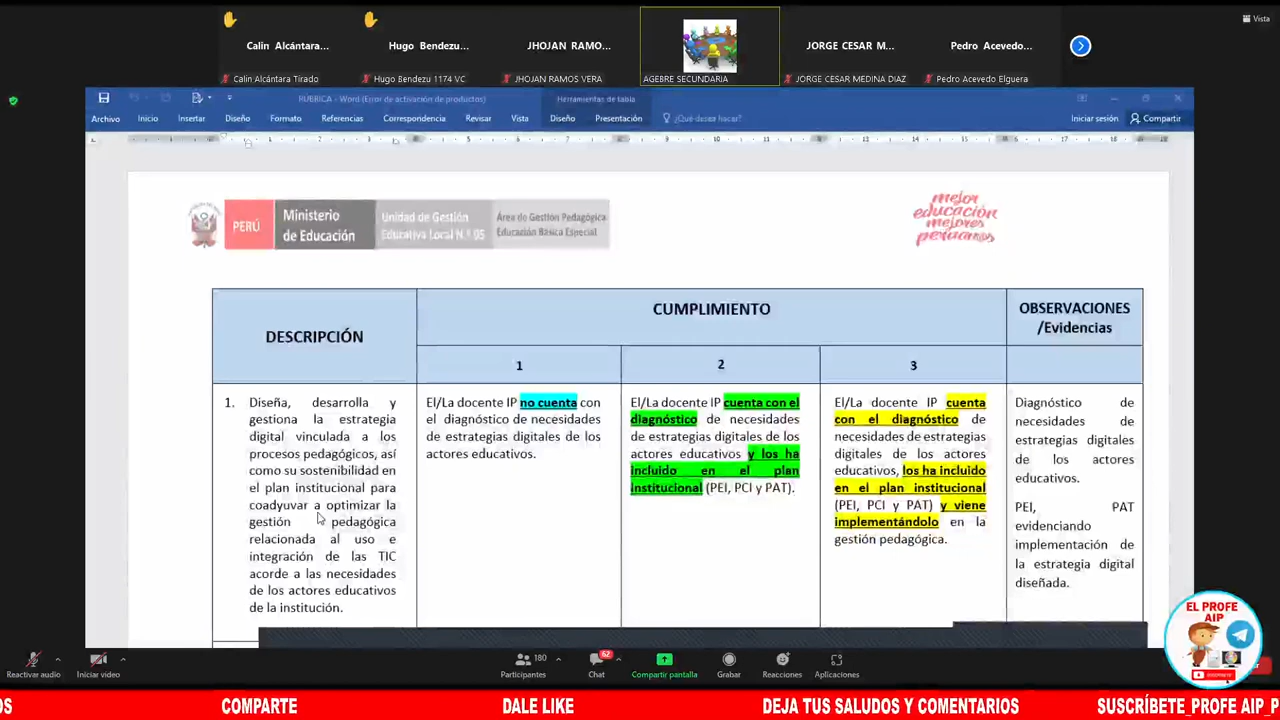 Vista
Calin Alcántara...
Hugo Bendezu...
JHOJAN RAMO...
JORGE CESAR M...
Pedro Acevedo...
Calin Alcántara Tirado
Hugo Bendezu 1174 VC
JHOJAN RAMOS VERA
AGEBRE SECUNDARIA
JORGE CESAR MEDINA DIAZ
Pedro Acevedo Elguera
RUBRICA - Word (Error de activación de productos)
Herramientas de tabla
Archivo
Inicio
Insertar
Diseño
Formato
Referencias
Correspondencia
Revisar
Vista
Diseño
Presentación
¿Qué desea hacer?
Iniciar sesión
Compartir
PERÚ
Ministerio
de Educación
Unidad de Gestión
Educativa Local N.° 05
Área de Gestión Pedagógica
Educación Básica Especial
mejor
educación
mejores
peruanos
DESCRIPCIÓN
CUMPLIMIENTO
OBSERVACIONES
/Evidencias
1
2
3
1. Diseña, desarrolla y
gestiona la estrategia
digital vinculada a los
procesos pedagógicos, así
como su sostenibilidad en
el plan institucional para
coadyuvar a optimizar la
gestión pedagógica
relacionada al uso e
integración de las TIC
acorde a las necesidades
de los actores educativos
de la institución.
El/La docente IP no cuenta con
el diagnóstico de necesidades
de estrategias digitales de los
actores educativos.
El/La docente IP cuenta con el
diagnóstico de necesidades
de estrategias digitales de los
actores educativos y los ha
incluido en el plan
institucional (PEI, PCI y PAT).
El/La docente IP cuenta
con el diagnóstico de
necesidades de estrategias
digitales de los actores
educativos, los ha incluido
en el plan institucional
(PEI, PCI y PAT) y viene
implementándolo en la
gestión pedagógica.
Diagnóstico de
necesidades de
estrategias digitales
de los actores
educativos.
PEI, PAT
evidenciando
implementación de
la estrategia digital
diseñada.
EL PROFE
AIP
Reactivar audio
Iniciar video
180
Participantes
62
Chat
Compartir pantalla
Grabar
Reacciones
Aplicaciones
OS
COMPARTE
DALE LIKE
DEJA TUS SALUDOS Y COMENTARIOS
SUSCRÍBETE_PROFE AIP_P